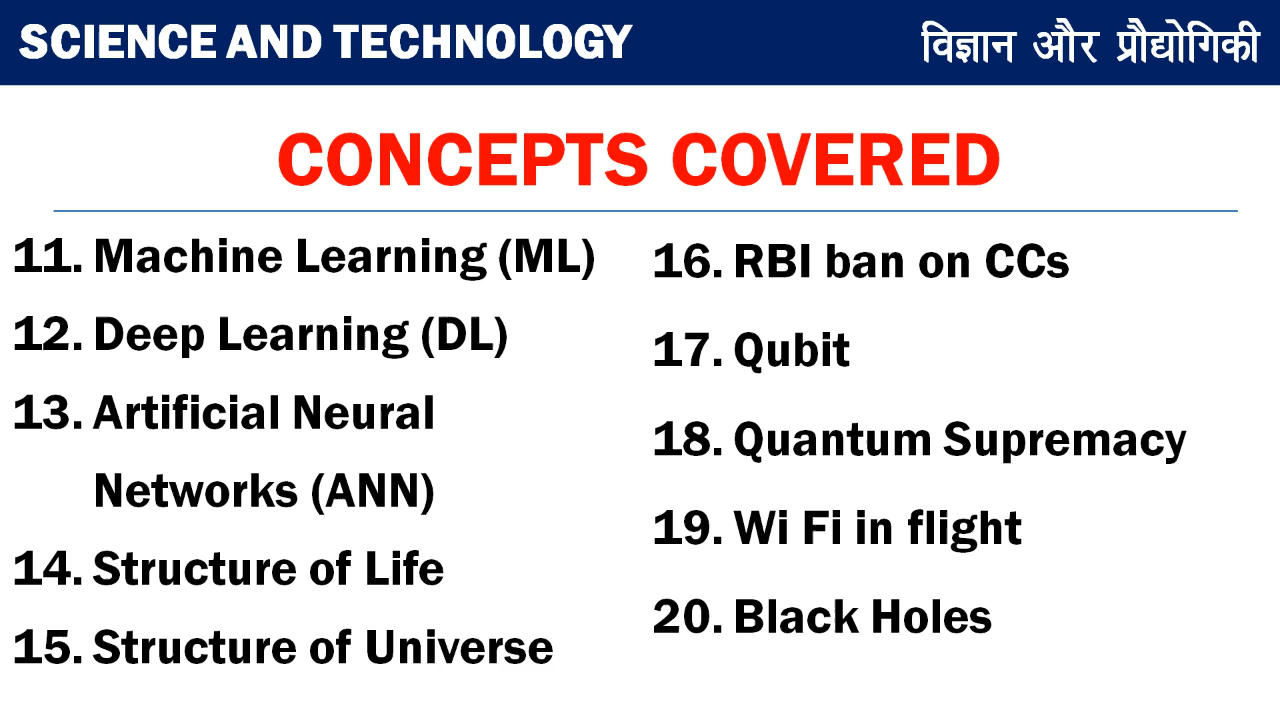 SCIENCE AND TECHNOLOGY
विज्ञान और प्रौद्योगिकी
CONCEPTS COVERED
11. Machine Learning (ML)
12. Deep Learning (DL)
13. Artificial Neural
Networks (ANN)
14. Structure of Life
15. Structure of Universe
16. RBI ban on CCs
17. Qubit
18. Quantum Supremacy
19. Wi Fi in flight
20. Black Holes